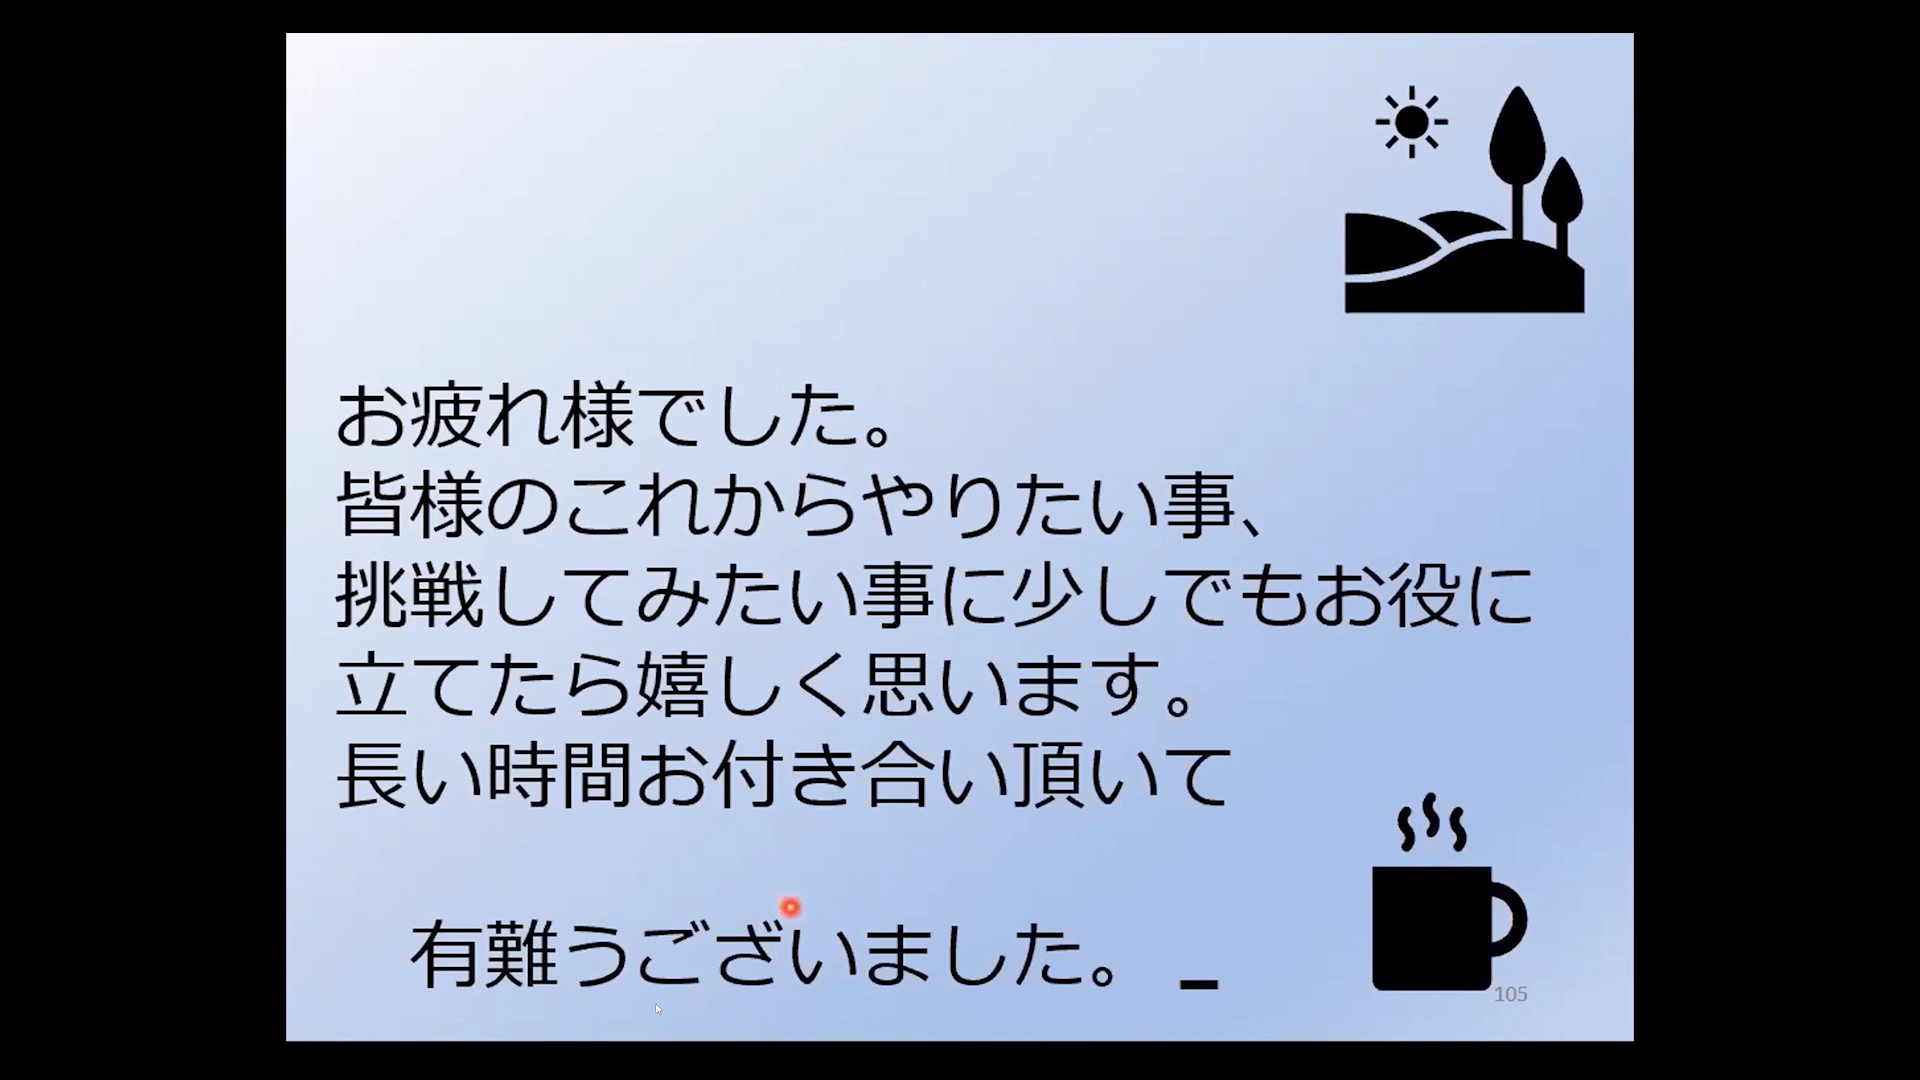 お疲れ様でした。
皆様のこれからやりたい事、
挑戦してみたい事に少しでもお役に
立てたら嬉しく思います。
長い時間お付き合い頂いて
有難うございました。 _
105